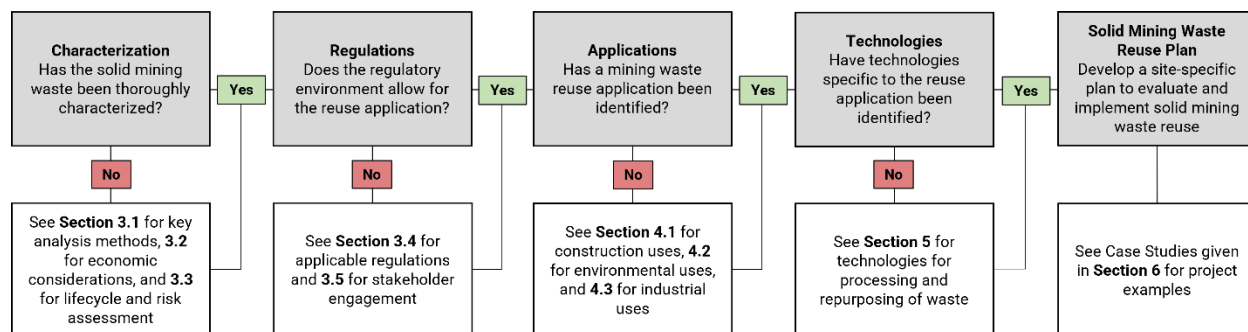 Characterization
Has the solid mining
waste been thoroughly
characterized?
Yes
Regulations
Does the regulatory
environment allow for
the reuse application?
Yes
Applications
Has a mining waste
reuse application been
identified?
Yes
Technologies
Have technologies
specific to the reuse
application been
identified?
Yes
Solid Mining Waste
Reuse Plan
Develop a site-specific
plan to evaluate and
implement solid mining
waste reuse
No
No
No
No
See Section 3.1 for key
analysis methods, 3.2
for economic
considerations, and 3.3
for lifecycle and risk
assessment
See Section 3.4 for
applicable regulations
and 3.5 for stakeholder
engagement
See Section 4.1 for
construction uses, 4.2
for environmental uses,
and 4.3 for industrial
uses
See Section 5 for
technologies for
processing and
repurposing of waste
See Case Studies given
in Section 6 for project
examples